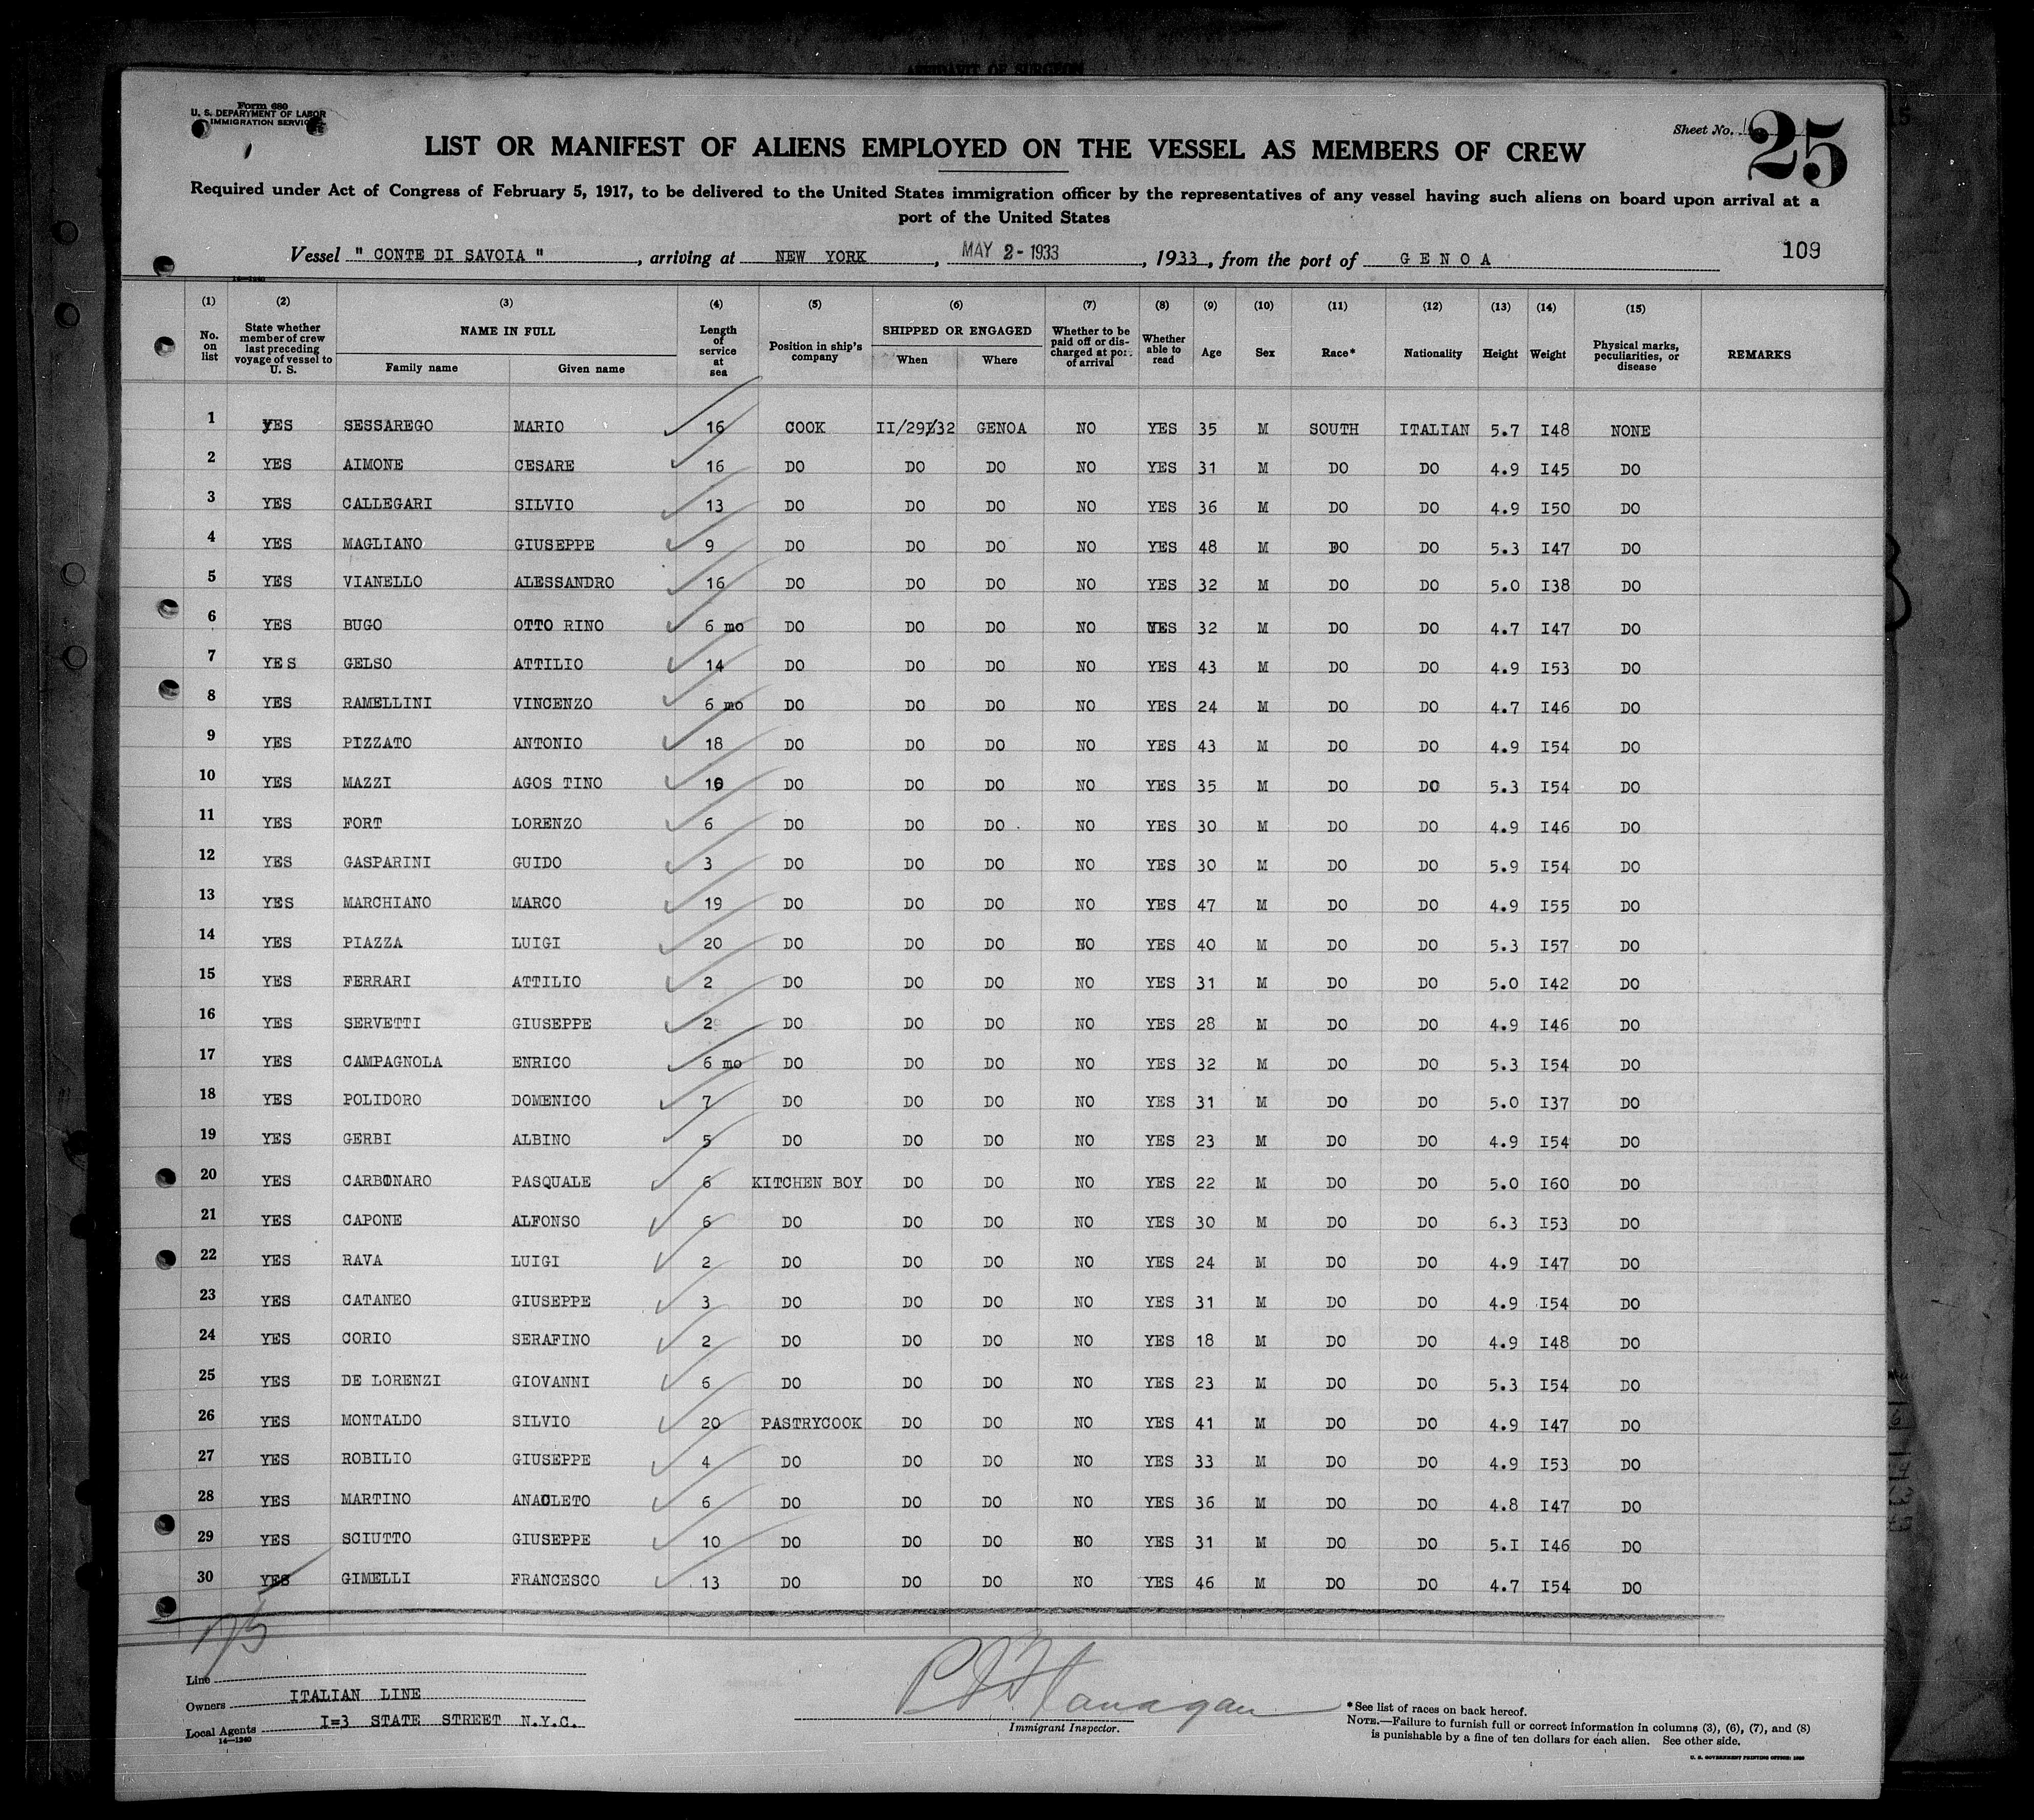 AFFIDAVIT OF SURGEON
Form 680
U. S. DEPARTMENT OF LABOR
IMMIGRATION SERVICE
Sheet No.
25
LIST OR MANIFEST OF ALIENS EMPLOYED ON THE VESSEL AS MEMBERS OF CREW
Required under Act of Congress of February 5, 1917, to be delivered to the United States immigration officer by the representatives of any vessel having such aliens on board upon arrival at a
port of the United States
Vessel " CONTE DI SAVOIA ", arriving at NEW YORK, MAY 2 - 1933, 1933, from the port of GENOA
109
14—1240
(1) (2) (3) (4) (5) (6) (7) (8) (9) (10) (11) (12) (13) (14) (15)
No. on list | State whether member of crew last preceding voyage of vessel to U. S. | NAME IN FULL Family name Given name | Length of service at sea | Position in ship's company | SHIPPED OR ENGAGED When Where | Whether to be paid off or discharged at port of arrival | Whether able to read | Age | Sex | Race* | Nationality | Height | Weight | Physical marks, peculiarities, or disease | REMARKS
1 YES SESSAREGO MARIO 16 COOK II/29/32 GENOA NO YES 35 M SOUTH ITALIAN 5.7 I48 NONE
2 YES AIMONE CESARE 16 DO DO DO NO YES 31 M DO DO 4.9 I45 DO
3 YES CALLEGARI SILVIO 13 DO DO DO NO YES 36 M DO DO 4.9 I50 DO
4 YES MAGLIANO GIUSEPPE 9 DO DO DO NO YES 48 M DO DO 5.3 I47 DO
5 YES VIANELLO ALESSANDRO 16 DO DO DO NO YES 32 M DO DO 5.0 I38 DO
6 YES BUGO OTTO RINO 6 mo DO DO DO NO YES 32 M DO DO 4.7 I47 DO
7 YES GELSO ATTILIO 14 DO DO DO NO YES 43 M DO DO 4.9 I53 DO
8 YES RAMELLINI VINCENZO 6 mo DO DO DO NO YES 24 M DO DO 4.7 I46 DO
9 YES PIZZATO ANTONIO 18 DO DO DO NO YES 43 M DO DO 4.9 I54 DO
10 YES MAZZI AGOS TINO DO DO DO NO YES 35 M DO DO 5.3 I54 DO
11 YES FORT LORENZO 6 DO DO DO NO YES 30 M DO DO 4.9 I46 DO
12 YES GASPARINI GUIDO 3 DO DO DO NO YES 30 M DO DO 5.9 I54 DO
13 YES MARCHIANO MARCO 19 DO DO DO NO YES 47 M DO DO 4.9 I55 DO
14 YES PIAZZA LUIGI 20 DO DO DO NO YES 40 M DO DO 5.3 I57 DO
15 YES FERRARI ATTILIO 2 DO DO DO NO YES 31 M DO DO 5.0 I42 DO
16 YES SERVETTI GIUSEPPE 2 DO DO DO NO YES 28 M DO DO 4.9 I46 DO
17 YES CAMPAGNOLA ENRICO 6 mo DO DO DO NO YES 32 M DO DO 5.3 I54 DO
18 YES POLIDORO DOMENICO 7 DO DO DO NO YES 31 M DO DO 5.0 I37 DO
19 YES GERBI ALBINO 5 DO DO DO NO YES 23 M DO DO 4.9 I54 DO
20 YES CARBONARO PASQUALE 6 KITCHEN BOY DO DO NO YES 22 M DO DO 5.0 I60 DO
21 YES CAPONE ALFONSO 6 DO DO DO NO YES 30 M DO DO 6.3 I53 DO
22 YES RAVA LUIGI 2 DO DO DO NO YES 24 M DO DO 4.9 I47 DO
23 YES CATANEO GIUSEPPE 3 DO DO DO NO YES 31 M DO DO 4.9 I54 DO
24 YES CORIO SERAFINO 2 DO DO DO NO YES 18 M DO DO 4.9 I48 DO
25 YES DE LORENZI GIOVANNI 6 DO DO DO NO YES 23 M DO DO 5.3 I54 DO
26 YES MONTALDO SILVIO 20 PASTRYCOOK DO DO NO YES 41 M DO DO 4.9 I47 DO
27 YES ROBILIO GIUSEPPE 4 DO DO DO NO YES 33 M DO DO 4.9 I53 DO
28 YES MARTINO ANACLETO 6 DO DO DO NO YES 36 M DO DO 4.8 I47 DO
29 YES SCIUTTO GIUSEPPE 10 DO DO DO NO YES 31 M DO DO 5.I I46 DO
30 YES GIMELLI FRANCESCO 13 DO DO DO NO YES 46 M DO DO 4.7 I54 DO
Line
Owners ITALIAN LINE
Local Agents I=3 STATE STREET N.Y.C.
14—1240
Flanagan
Immigrant Inspector.
*See list of races on back hereof.
NOTE.—Failure to furnish full or correct information in columns (3), (6), (7), and (8)
is punishable by a fine of ten dollars for each alien. See other side.
U. S. GOVERNMENT PRINTING OFFICE: 1930